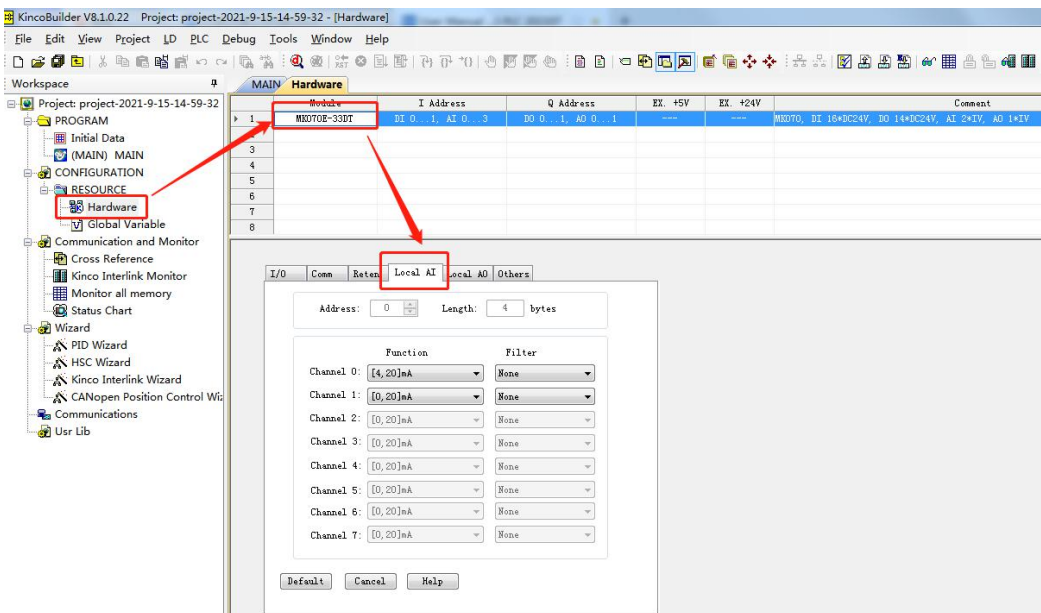 KincoBuilder V8.1.0.22 Project: project-2021-9-15-14-59-32 - [Hardware]
File Edit View Project LD PLC Debug Tools Window Help
Workspace
MAIN Hardware
Project: project-2021-9-15-14-59-32
PROGRAM
Initial Data
(MAIN) MAIN
CONFIGURATION
RESOURCE
Hardware
Global Variable
Communication and Monitor
Cross Reference
Kinco Interlink Monitor
Monitor all memory
Status Chart
Wizard
PID Wizard
HSC Wizard
Kinco Interlink Wizard
CANopen Position Control Wiz
Communications
Usr Lib
Module I Address Q Address EX. +5V EX. +24V Comment
1 MK070E-33DT DI 0...1, AI 0...3 DO 0...1, AO 0...1 --- --- MK070, DI 16*DC24V, DO 14*DC24V, AI 2*IV, AO 1*IV
3
4
5
6
7
8
I/O Comm Reten Local AI Local AO Others
Address: 0 Length: 4 bytes
Function Filter
Channel 0: [4,20]mA None
Channel 1: [0,20]mA None
Channel 2: [0,20]mA None
Channel 3: [0,20]mA None
Channel 4: [0,20]mA None
Channel 5: [0,20]mA None
Channel 6: [0,20]mA None
Channel 7: [0,20]mA None
Default Cancel Help